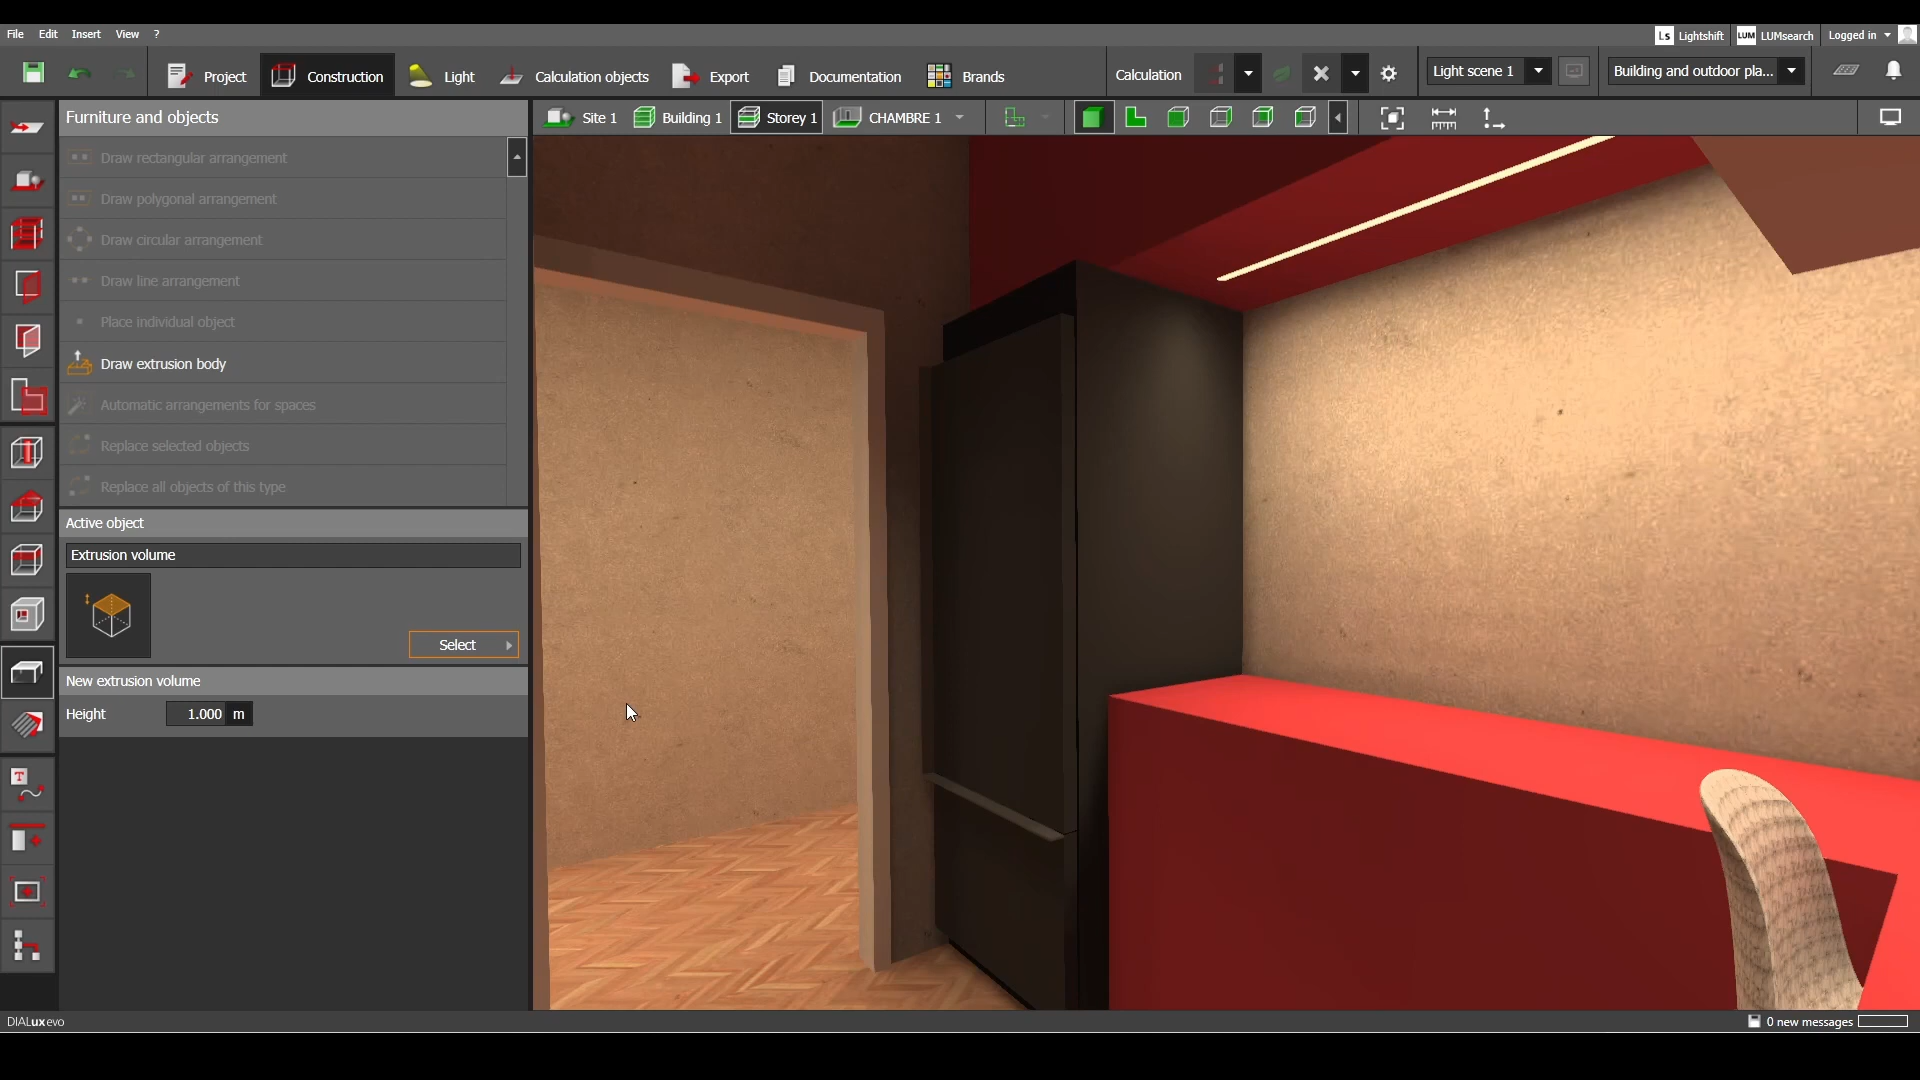 File Edit Insert View ?
Ls Lightshift LUM LUMsearch Logged in
Project Construction Light Calculation objects Export Documentation Brands Calculation Light scene 1 Building and outdoor pla...
Furniture and objects
Site 1 Building 1 Storey 1 CHAMBRE 1
Draw rectangular arrangement
Draw polygonal arrangement
Draw circular arrangement
Draw line arrangement
Place individual object
Draw extrusion body
Automatic arrangements for spaces
Replace selected objects
Replace all objects of this type
Active object
Extrusion volume
Select
New extrusion volume
Height 1.000 m
T
DIALux evo
0 new messages